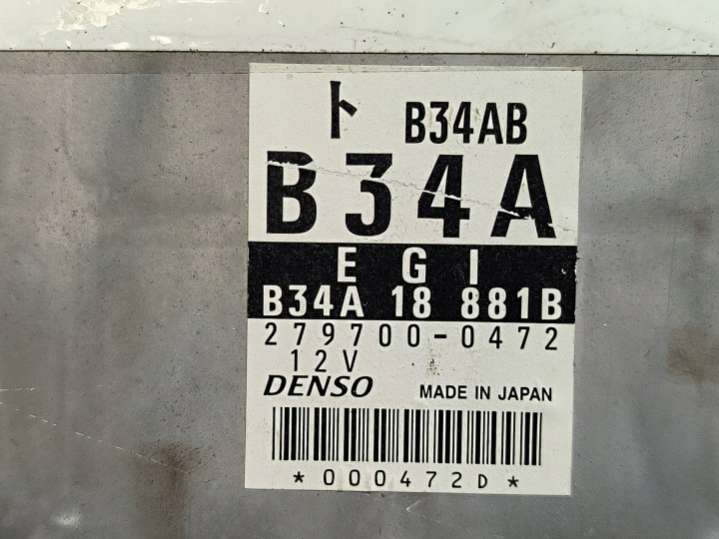 ト B34AB
B34A
EGI
B34A 18 881B
279700-0472
12V
DENSO MADE IN JAPAN
*000472D*